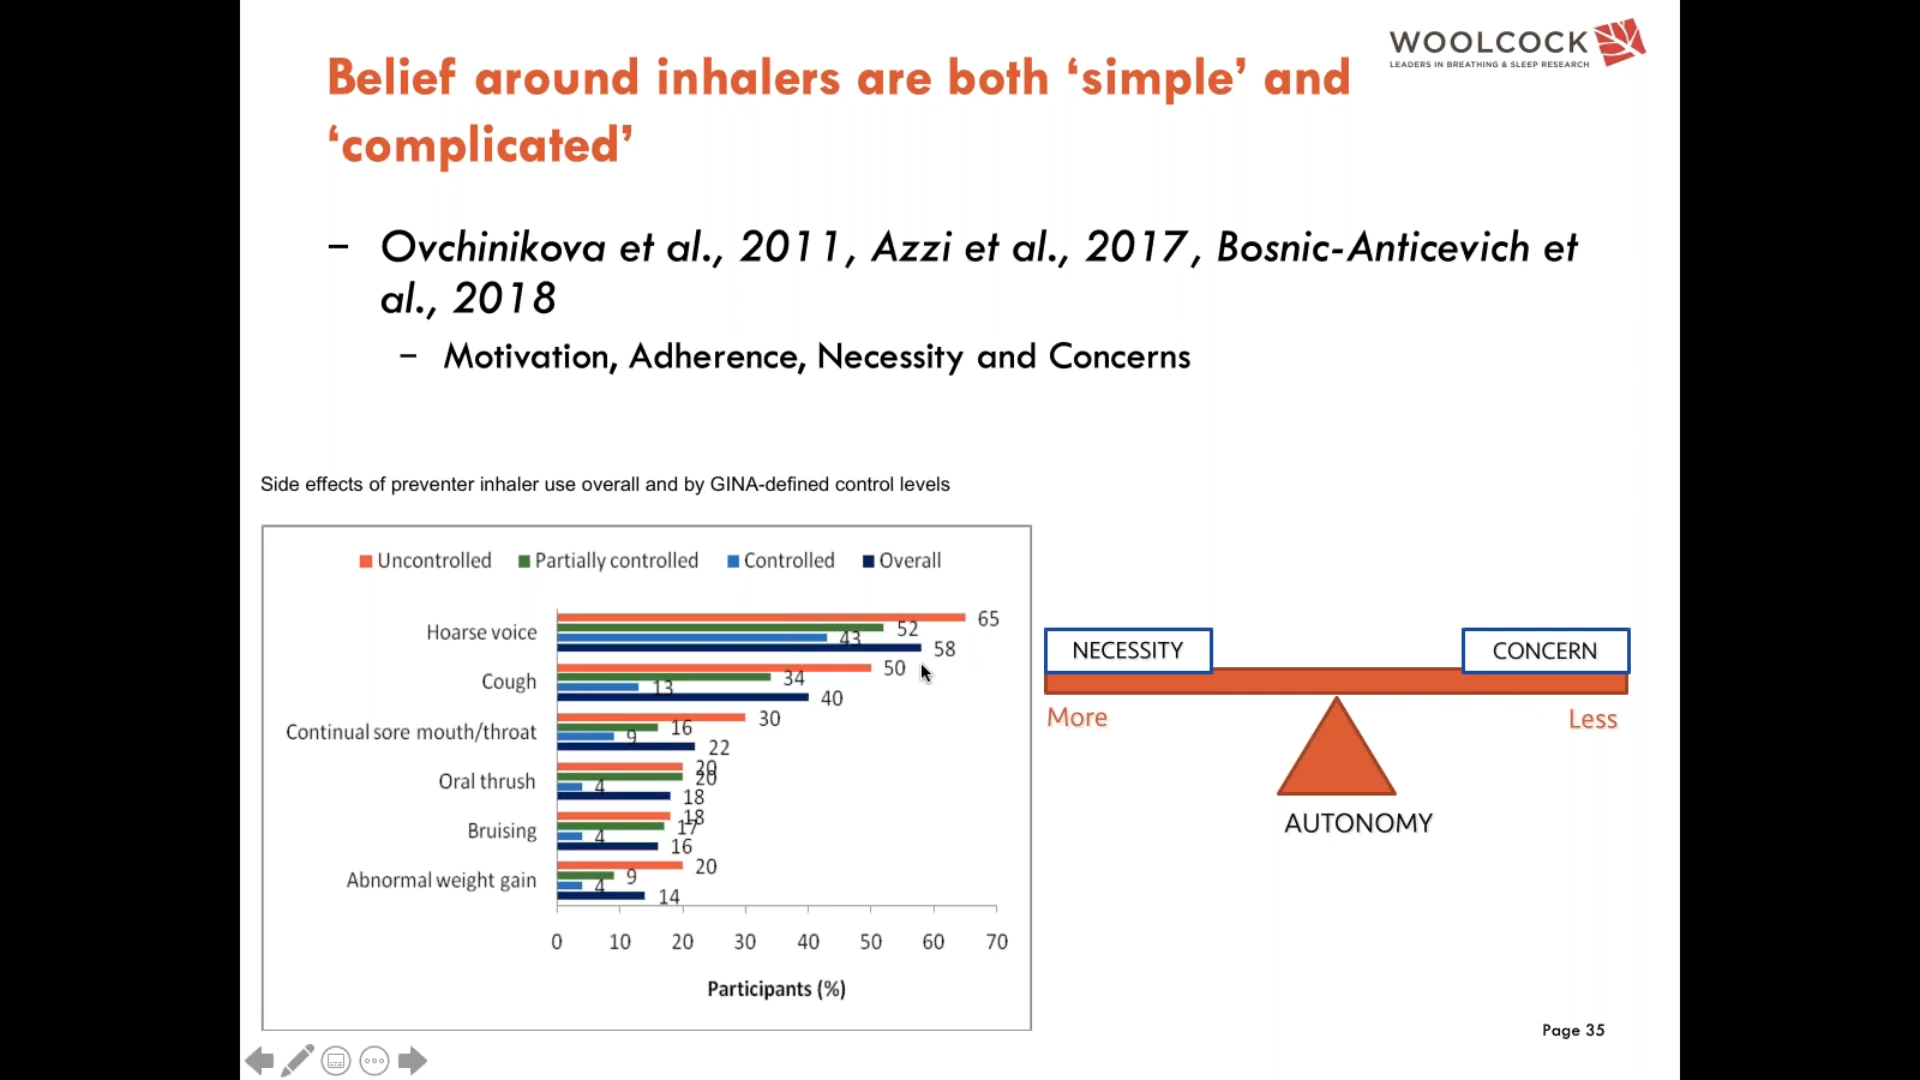 WOOLCOCK
LEADERS IN BREATHING & SLEEP RESEARCH
Belief around inhalers are both ‘simple’ and
‘complicated’
– Ovchinikova et al., 2011, Azzi et al., 2017, Bosnic-Anticevich et
al., 2018
– Motivation, Adherence, Necessity and Concerns
Side effects of preventer inhaler use overall and by GINA-defined control levels
Uncontrolled Partially controlled Controlled Overall
Hoarse voice 65 52 43 58
Cough 50 34 13 40
Continual sore mouth/throat 30 16 9 22
Oral thrush 20 20 4 18
Bruising 18 17 4 16
Abnormal weight gain 20 9 4 14
0 10 20 30 40 50 60 70
Participants (%)
NECESSITY CONCERN
More Less
AUTONOMY
Page 35